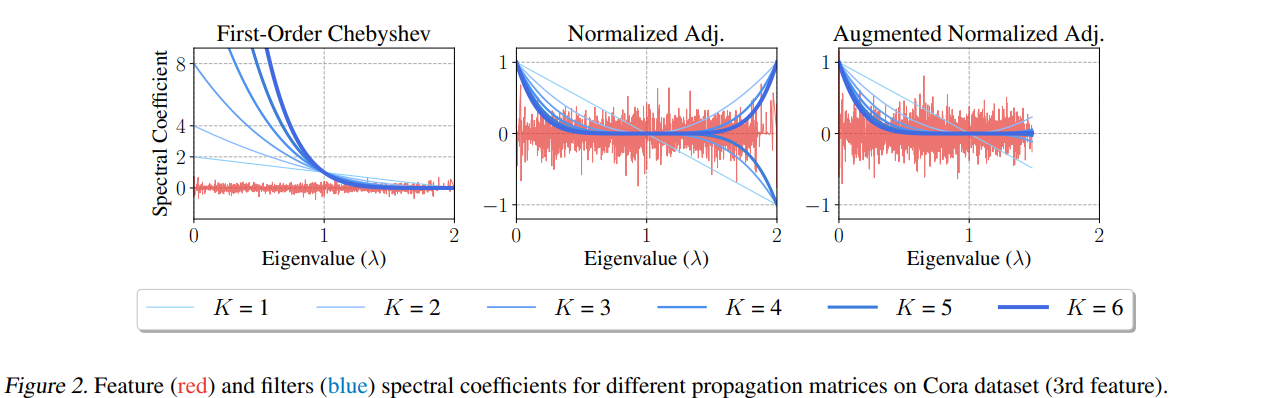 First-Order Chebyshev
Normalized Adj.
Augmented Normalized Adj.
Spectral Coefficient
8
4
2
0
0
1
2
Eigenvalue (λ)
1
0
−1
0
1
2
Eigenvalue (λ)
1
0
−1
0
1
2
Eigenvalue (λ)
K = 1
K = 2
K = 3
K = 4
K = 5
K = 6
Figure 2. Feature (red) and filters (blue) spectral coefficients for different propagation matrices on Cora dataset (3rd feature).